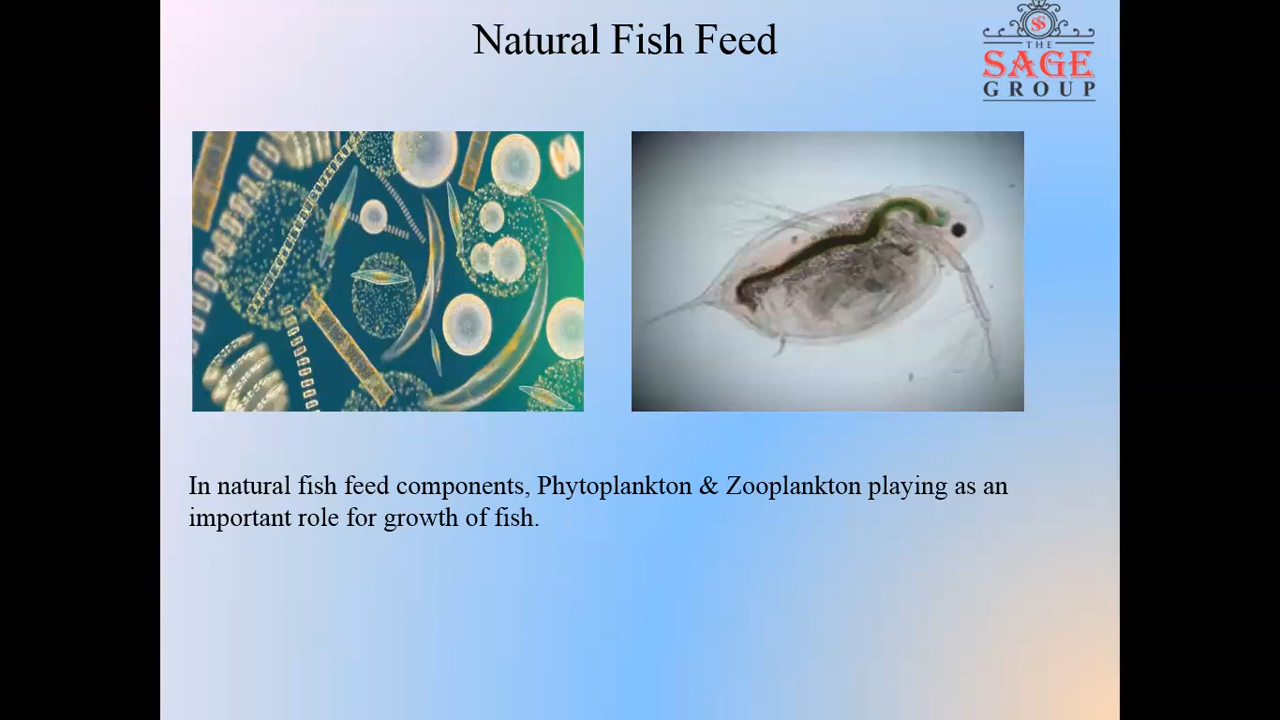 Natural Fish Feed
THE
SAGE
GROUP
In natural fish feed components, Phytoplankton & Zooplankton playing as an
important role for growth of fish.